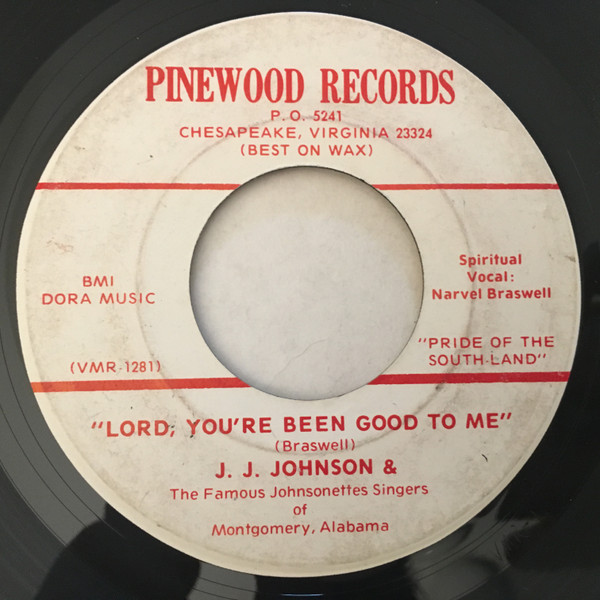 PINEWOOD RECORDS
P.O. 5241
CHESAPEAKE, VIRGINIA 23324
(BEST ON WAX)
BMI
DORA MUSIC
(VMR-1281)
Spiritual
Vocal:
Narvel Braswell
"PRIDE OF THE
SOUTH-LAND"
"LORD, YOU'RE BEEN GOOD TO ME"
(Braswell)
J. J. JOHNSON &
The Famous Johnsonettes Singers
of
Montgomery, Alabama